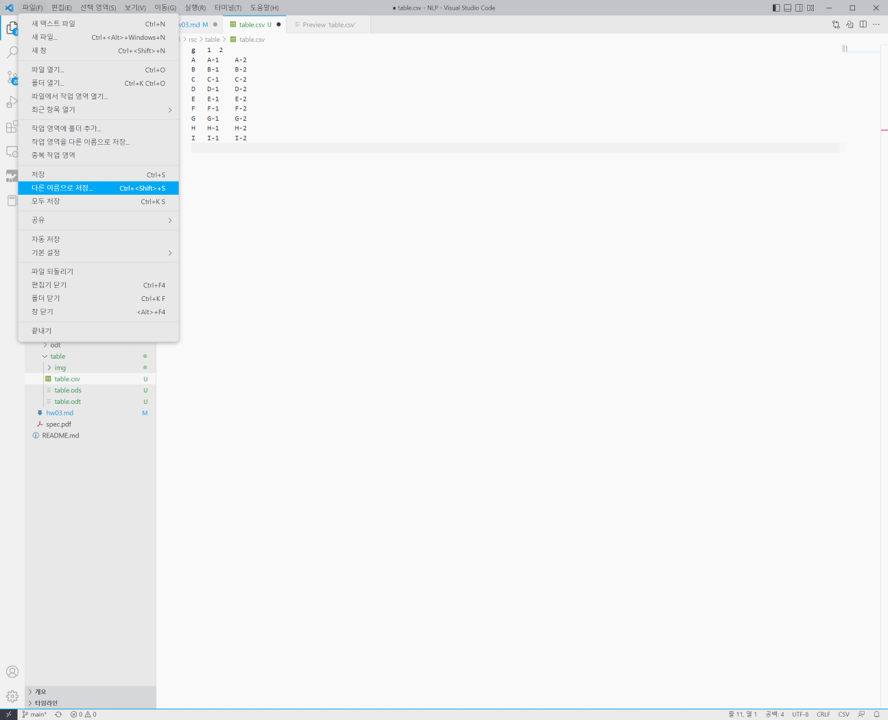 파일(F) 편집(E) 선택 영역(S) 보기(V) 이동(G) 실행(R) 터미널(T) 도움말(H)
● table.csv - NLP - Visual Studio Code
새 텍스트 파일 Ctrl+N
새 파일... Ctrl+<Alt>+Windows+N
새 창 Ctrl+<Shift>+N
파일 열기... Ctrl+O
폴더 열기... Ctrl+K Ctrl+O
파일에서 작업 영역 열기...
최근 항목 열기
작업 영역에 폴더 추가...
작업 영역을 다른 이름으로 저장...
중복 작업 영역
저장 Ctrl+S
다른 이름으로 저장... Ctrl+<Shift>+S
모두 저장 Ctrl+K S
공유
자동 저장
기본 설정
파일 되돌리기
편집기 닫기 Ctrl+F4
폴더 닫기 Ctrl+K F
창 닫기 <Alt>+F4
끝내기
w03.md M
table.csv U ●
Preview 'table.csv'
rsc > table > table.csv
g 1 2
A A-1 A-2
B B-1 B-2
C C-1 C-2
D D-1 D-2
E E-1 E-2
F F-1 F-2
G G-1 G-2
H H-1 H-2
I I-1 I-2
odt
table
img
table.csv U
table.ods U
table.odt U
hw03.md M
spec.pdf
README.md
개요
타임라인
main* 0 0
줄 11, 열 1 공백: 4 UTF-8 CRLF CSV